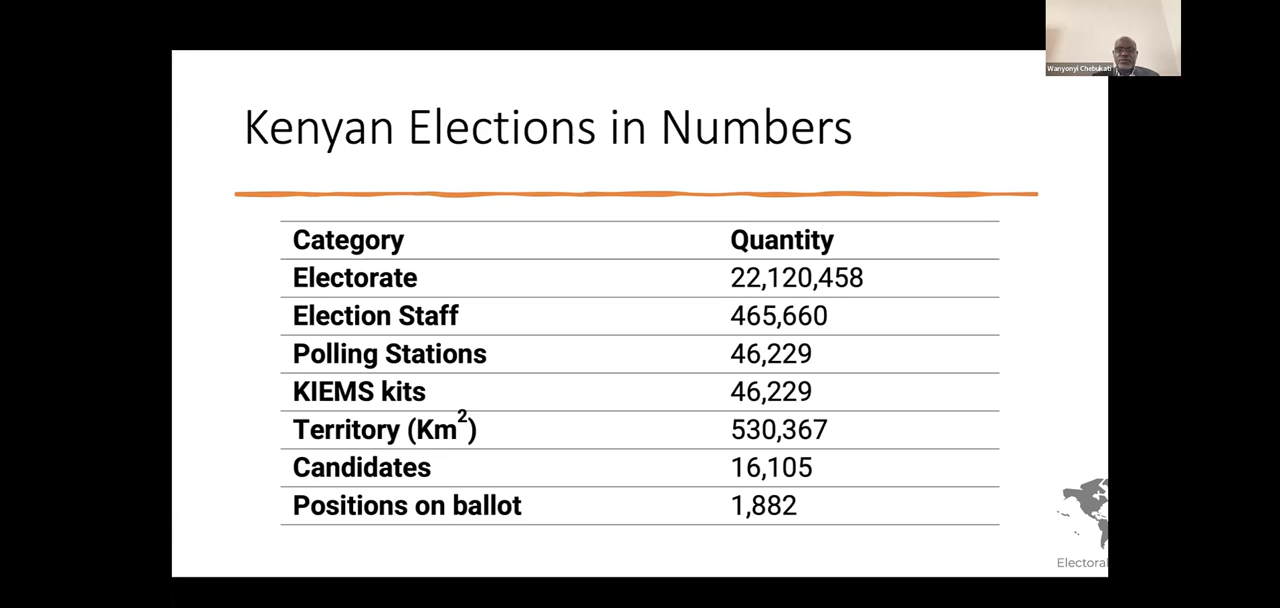 Wanyonyi Chebukati
Kenyan Elections in Numbers
Category Quantity
Electorate 22,120,458
Election Staff 465,660
Polling Stations 46,229
KIEMS kits 46,229
Territory (Km²) 530,367
Candidates 16,105
Positions on ballot 1,882
Electoral